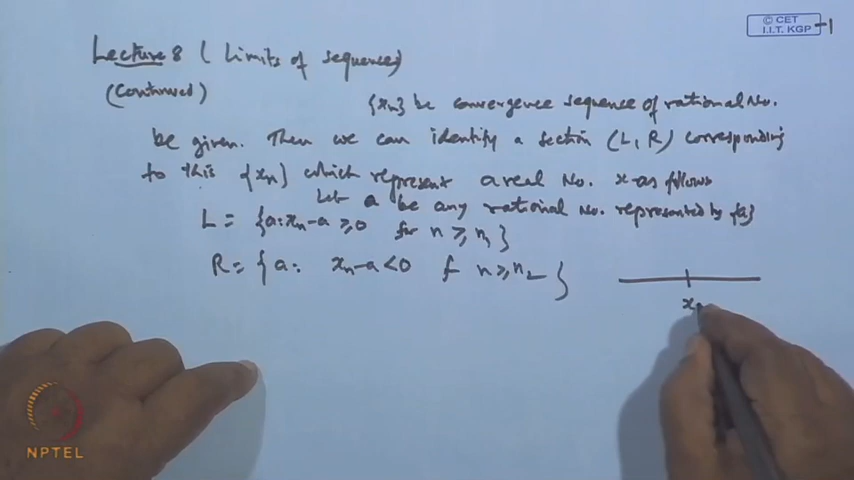 © CET
I.I.T. KGP
-1
Lecture 8 ( Limits of sequences)
(Continued)
{xn} be convergence sequence of rational No.
be given. Then we can identify a section (L, R) corresponding
to this {xn} which represent a real No. x as follows
Let a be any rational No. represented by {a}
L = {a: xn-a ≥0 for n ≥ n1}
R = {a: xn-a <0 f n ≥ n2 }
x
NPTEL